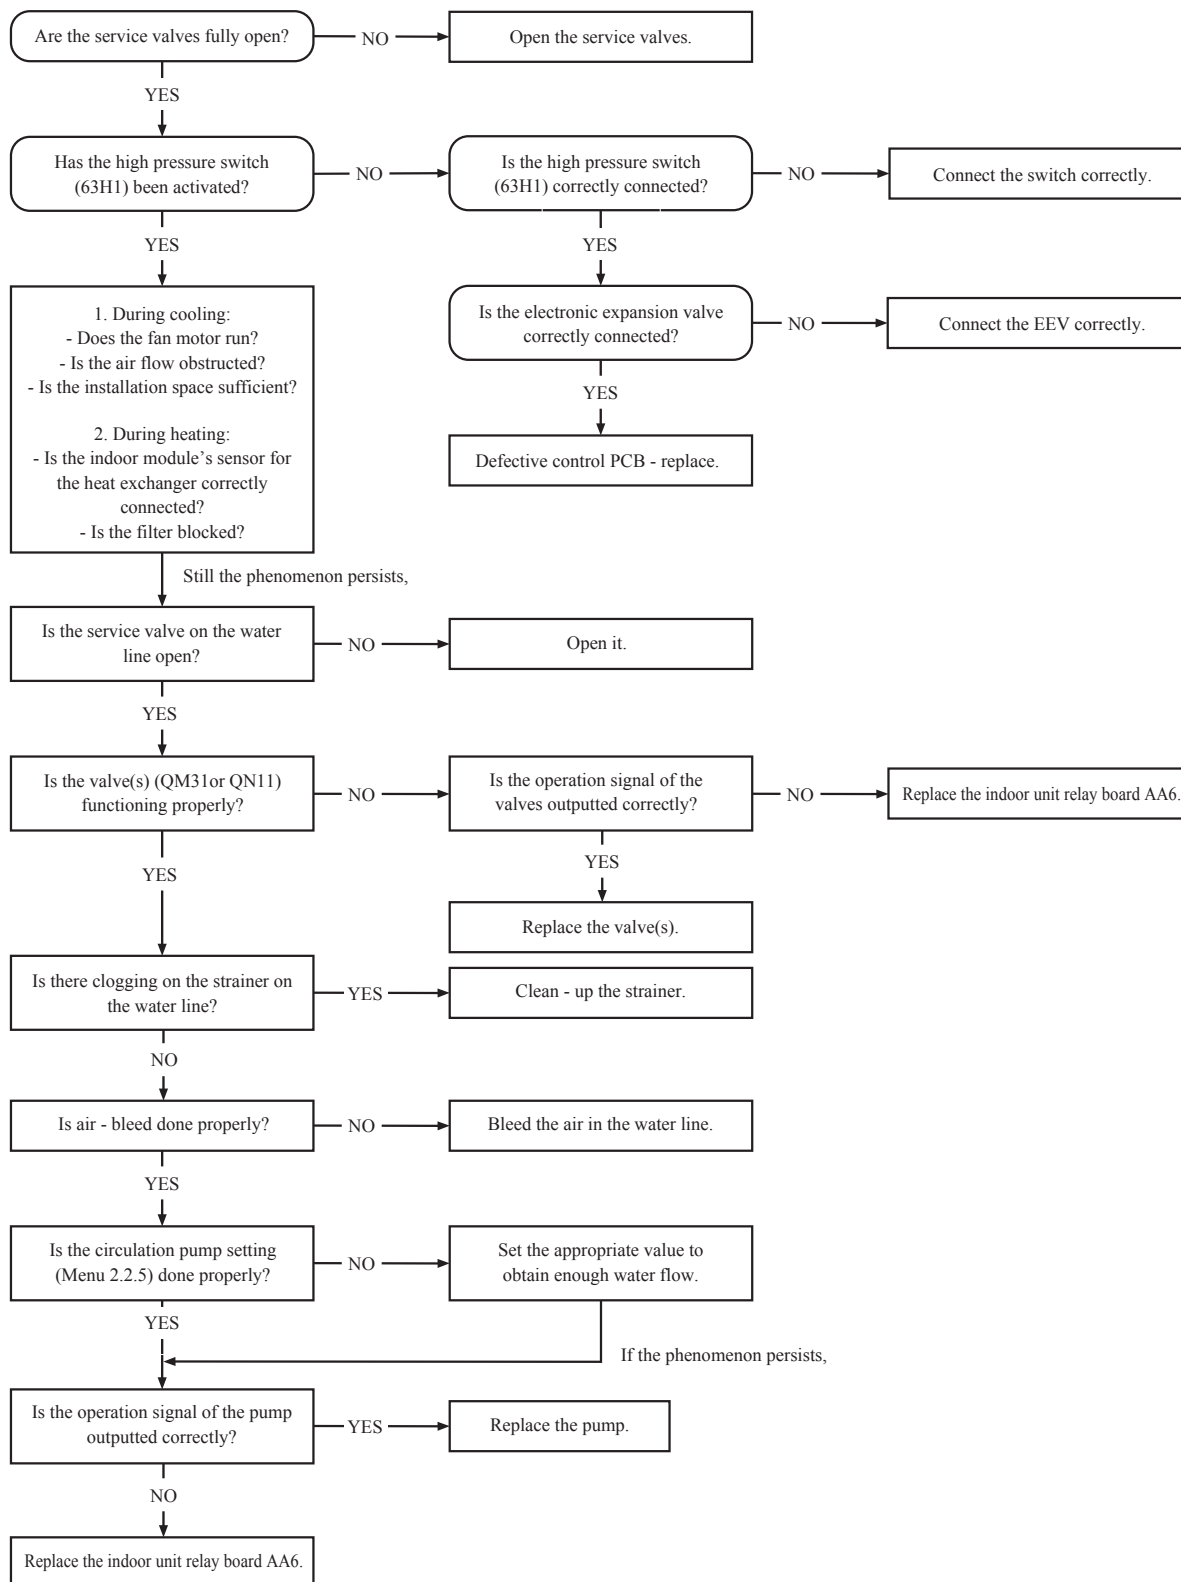 Are the service valves fully open?
NO
Open the service valves.
YES
Has the high pressure switch
(63H1) been activated?
NO
Is the high pressure switch
(63H1) correctly connected?
NO
Connect the switch correctly.
YES
YES
1. During cooling:
- Does the fan motor run?
- Is the air flow obstructed?
- Is the installation space sufficient?
2. During heating:
- Is the indoor module’s sensor for
the heat exchanger correctly
connected?
- Is the filter blocked?
Is the electronic expansion valve
correctly connected?
NO
Connect the EEV correctly.
YES
Defective control PCB - replace.
Still the phenomenon persists,
Is the service valve on the water
line open?
NO
Open it.
YES
Is the valve(s) (QM31or QN11)
functioning properly?
NO
Is the operation signal of the
valves outputted correctly?
NO
Replace the indoor unit relay board AA6.
YES
YES
Replace the valve(s).
Is there clogging on the strainer on
the water line?
YES
Clean - up the strainer.
NO
Is air - bleed done properly?
NO
Bleed the air in the water line.
YES
Is the circulation pump setting
(Menu 2.2.5) done properly?
NO
Set the appropriate value to
obtain enough water flow.
YES
If the phenomenon persists,
Is the operation signal of the pump
outputted correctly?
YES
Replace the pump.
NO
Replace the indoor unit relay board AA6.